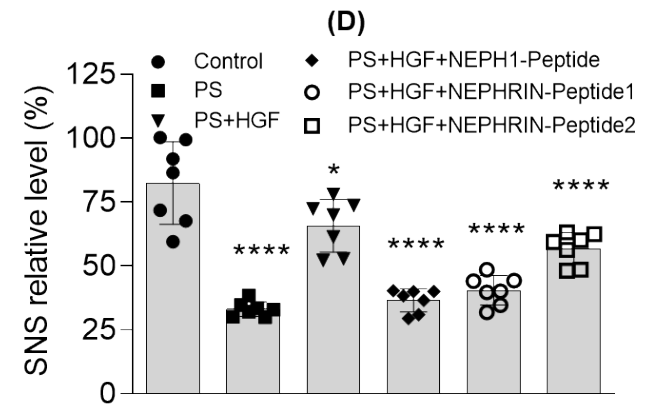 (D)
Control
PS
PS+HGF
PS+HGF+NEPH1-Peptide
PS+HGF+NEPHRIN-Peptide1
PS+HGF+NEPHRIN-Peptide2
SNS relative level (%)
125
100
75
50
25
0
****
*
****
****
****